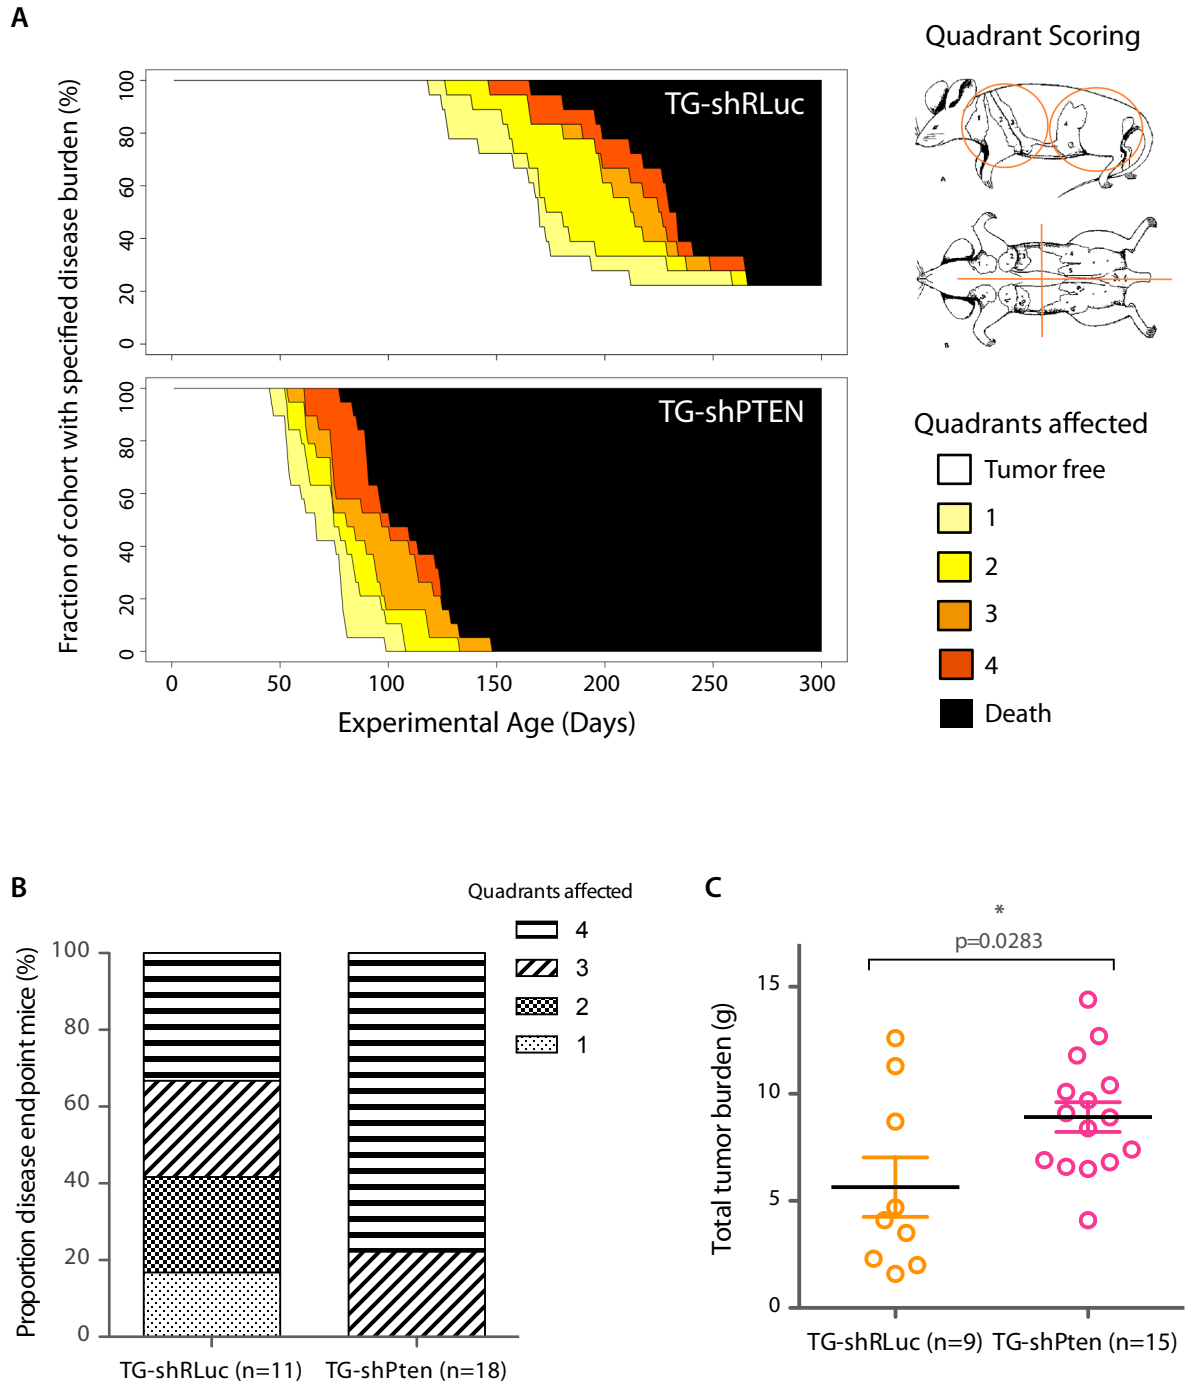 A
Quadrant Scoring
Fraction of cohort with specified disease burden (%)
100
80
60
40
20
0
TG-shRLuc
100
80
60
40
20
0
TG-shPTEN
0 50 100 150 200 250 300
Experimental Age (Days)
Quadrants affected
Tumor free
1
2
3
4
Death
B
Quadrants affected
4
3
2
1
Proportion disease endpoint mice (%)
100
80
60
40
20
0
TG-shRLuc (n=11) TG-shPten (n=18)
C
*
p=0.0283
Total tumor burden (g)
15
10
5
0
TG-shRLuc (n=9) TG-shPten (n=15)